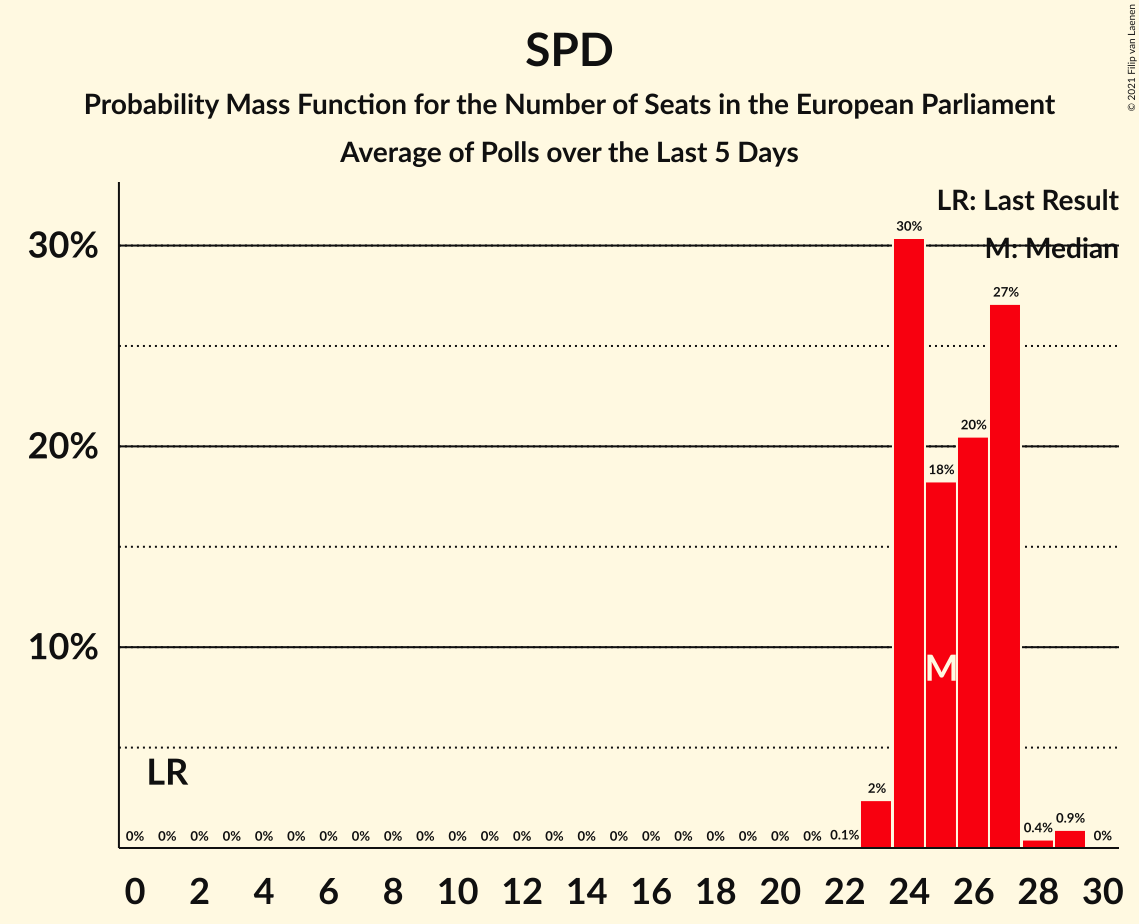 SPD
Probability Mass Function for the Number of Seats in the European Parliament
Average of Polls over the Last 5 Days
© 2021 Filip van Laenen
LR: Last Result
M: Median
30%
20%
10%
30%
27%
20%
18%
M
LR
2%
0% 0% 0% 0% 0% 0% 0% 0% 0% 0% 0% 0% 0% 0% 0% 0% 0% 0% 0% 0% 0% 0% 0.1% 0.4% 0.9% 0%
0 2 4 6 8 10 12 14 16 18 20 22 24 26 28 30